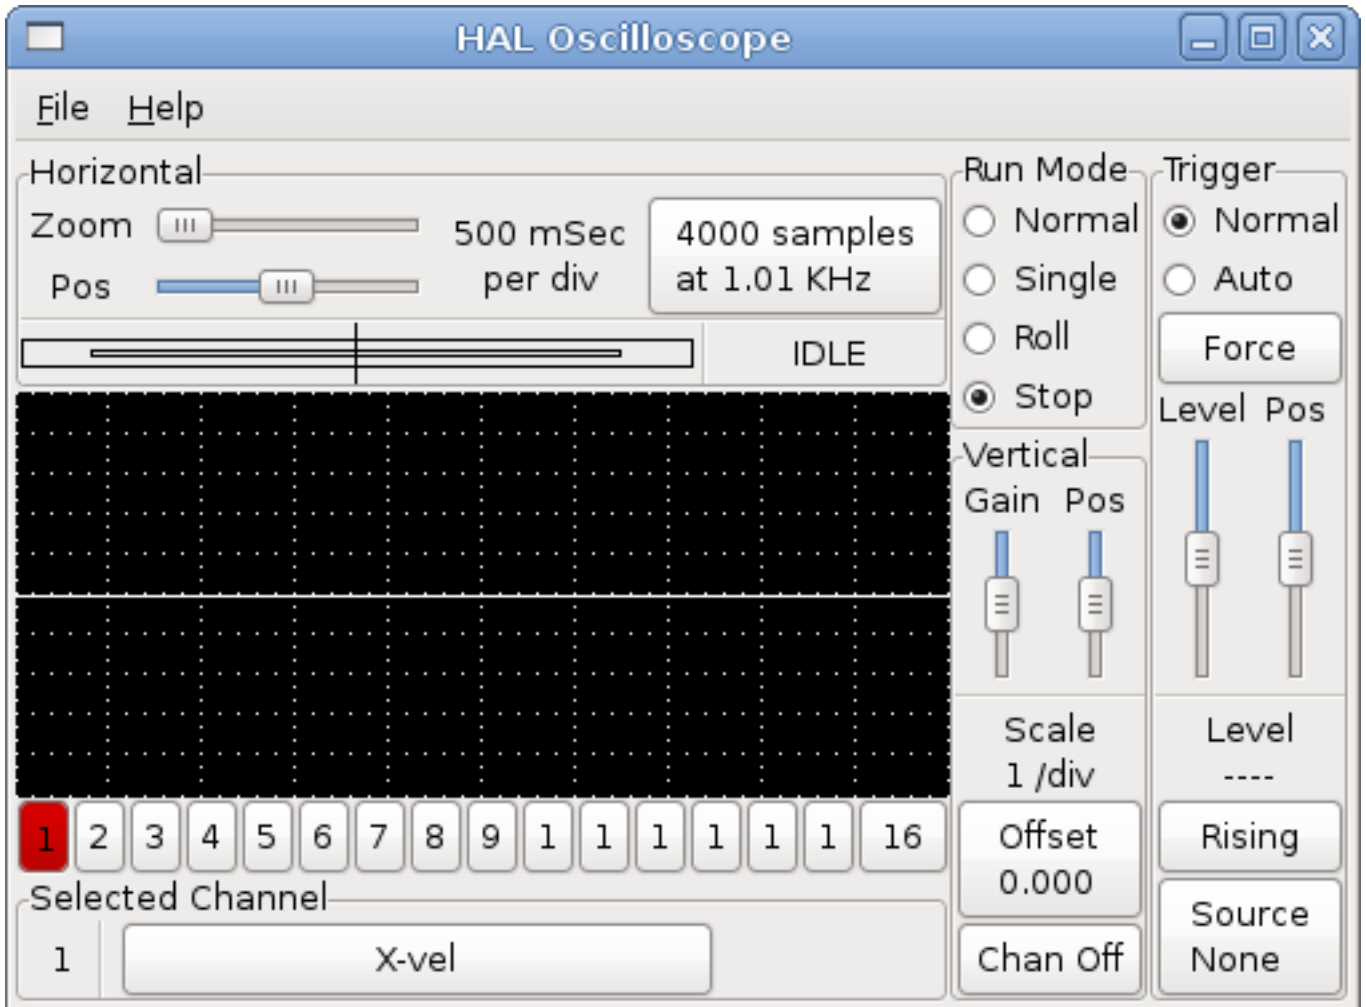 HAL Oscilloscope
File Help
Horizontal
Zoom
Pos
500 mSec
per div
4000 samples
at 1.01 KHz
IDLE
Run Mode
Normal
Single
Roll
Stop
Trigger
Normal
Auto
Force
Level Pos
Vertical
Gain Pos
Scale
1 /div
Level
----
1 2 3 4 5 6 7 8 9 1 1 1 1 1 1 16
Offset
0.000
Rising
Selected Channel
1 X-vel
Chan Off
Source
None